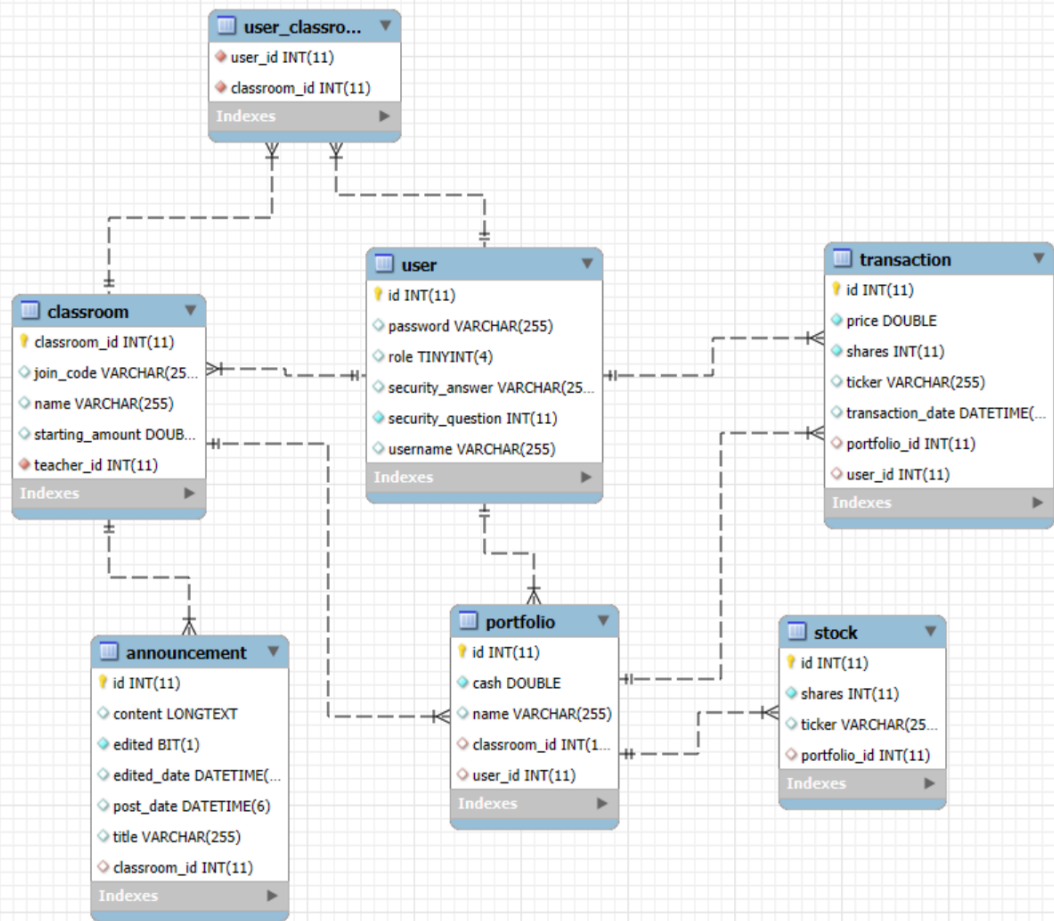 user_classro...
user_id INT(11)
classroom_id INT(11)
Indexes
classroom
classroom_id INT(11)
join_code VARCHAR(25...
name VARCHAR(255)
starting_amount DOUB...
teacher_id INT(11)
Indexes
user
id INT(11)
password VARCHAR(255)
role TINYINT(4)
security_answer VARCHAR(25...
security_question INT(11)
username VARCHAR(255)
Indexes
transaction
id INT(11)
price DOUBLE
shares INT(11)
ticker VARCHAR(255)
transaction_date DATETIME(...
portfolio_id INT(11)
user_id INT(11)
Indexes
announcement
id INT(11)
content LONGTEXT
edited BIT(1)
edited_date DATETIME(...
post_date DATETIME(6)
title VARCHAR(255)
classroom_id INT(11)
Indexes
portfolio
id INT(11)
cash DOUBLE
name VARCHAR(255)
classroom_id INT(1...
user_id INT(11)
Indexes
stock
id INT(11)
shares INT(11)
ticker VARCHAR(25...
portfolio_id INT(11)
Indexes